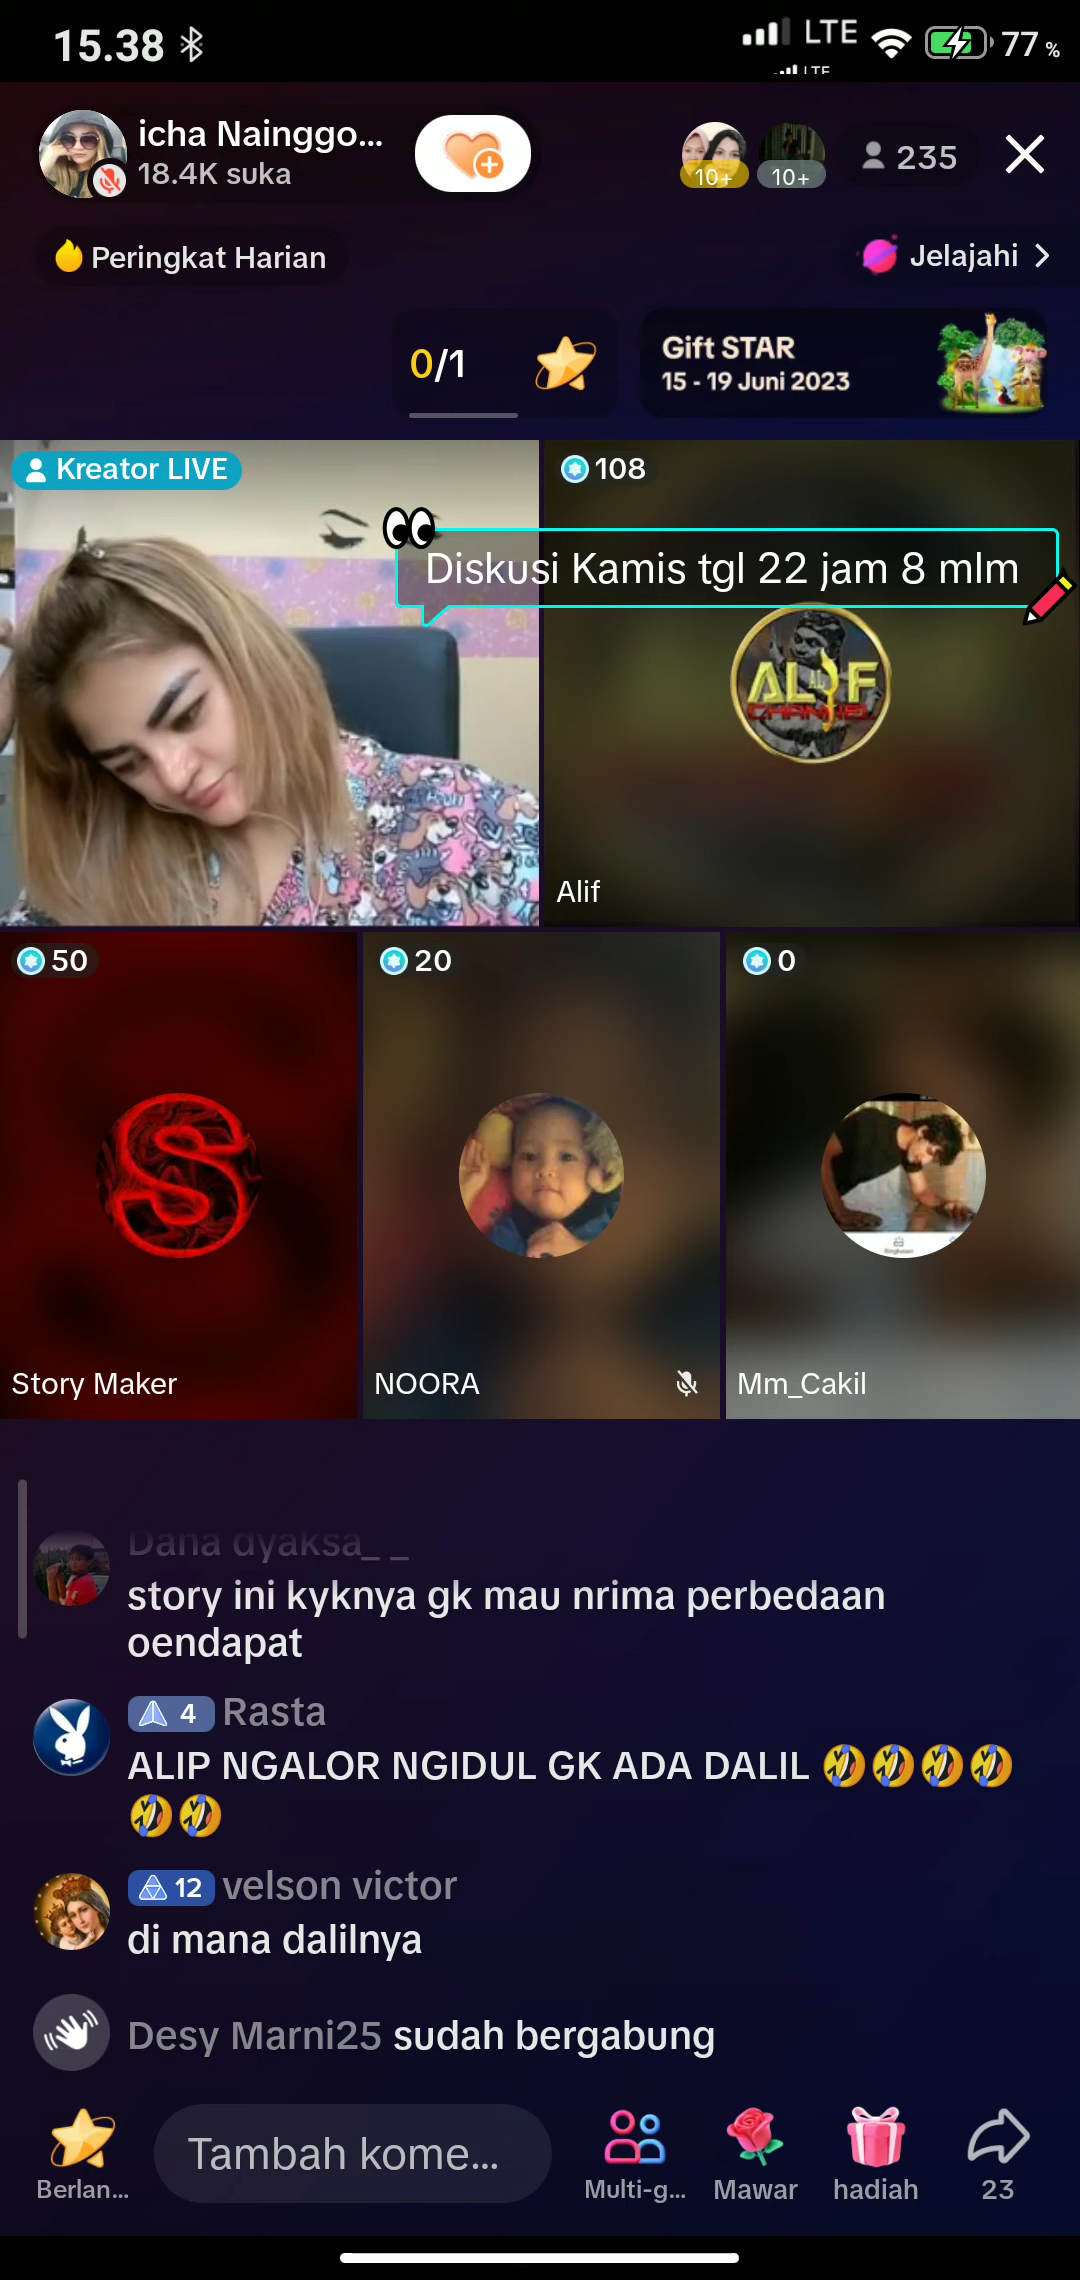 15.38
LTE
77 %
LTE
icha Nainggo...
18.4K suka
10+
10+
235
Peringkat Harian
Jelajahi
0/1
Gift STAR
15 - 19 Juni 2023
Kreator LIVE
108
Diskusi Kamis tgl 22 jam 8 mlm
ALIF
CHANNEL
Alif
50
20
0
S
Story Maker
NOORA
Mm_Cakil
Dana dyaksa_ _
story ini kyknya gk mau nrima perbedaan
oendapat
4 Rasta
ALIP NGALOR NGIDUL GK ADA DALIL 🤣🤣🤣🤣
🤣🤣
12 velson victor
di mana dalilnya
Desy Marni25 sudah bergabung
Berlan...
Tambah kome...
Multi-g...
Mawar
hadiah
23